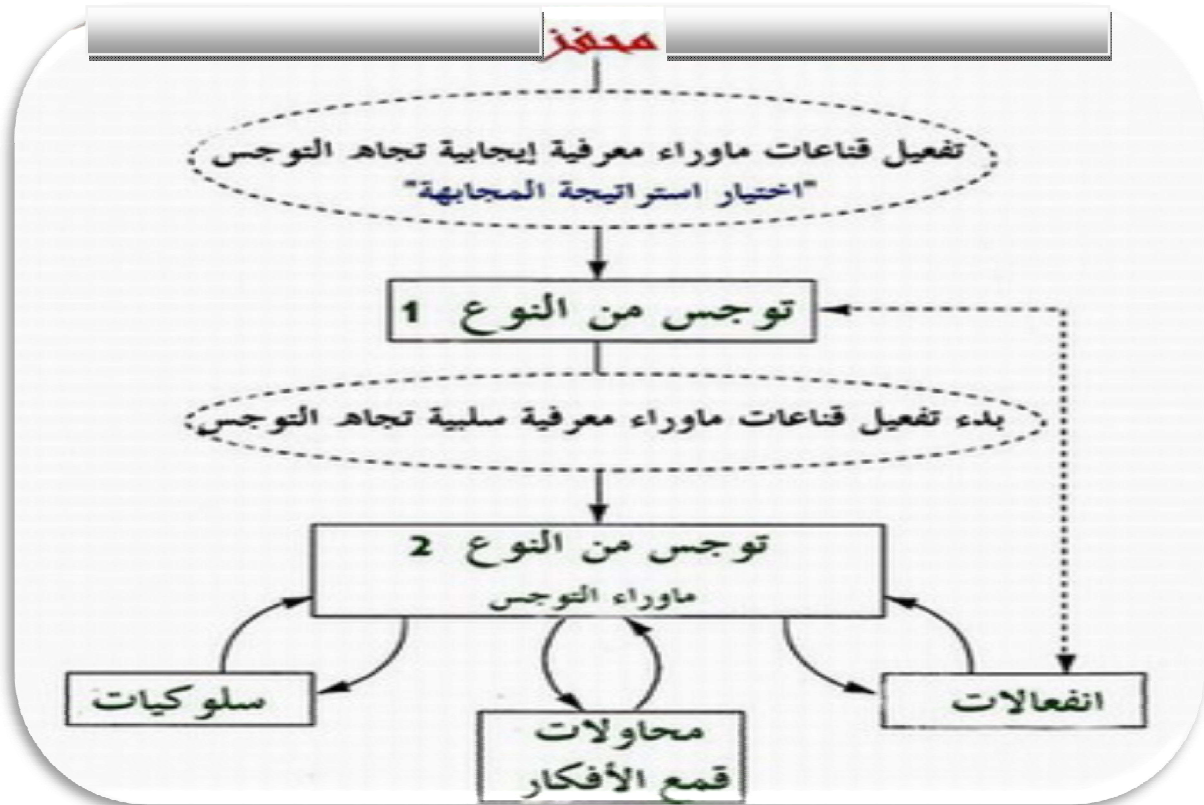 محفز
تفعيل قناعات ماوراء معرفية إيجابية تجاه التوجس
"اختيار استراتيجة المجابهة"
توجس من النوع 1
بدء تفعيل قناعات ماوراء معرفية سلبية تجاه التوجس
توجس من النوع 2
ماوراء التوجس
انفعالات
سلوكيات
محاولات
قمع الأفكار